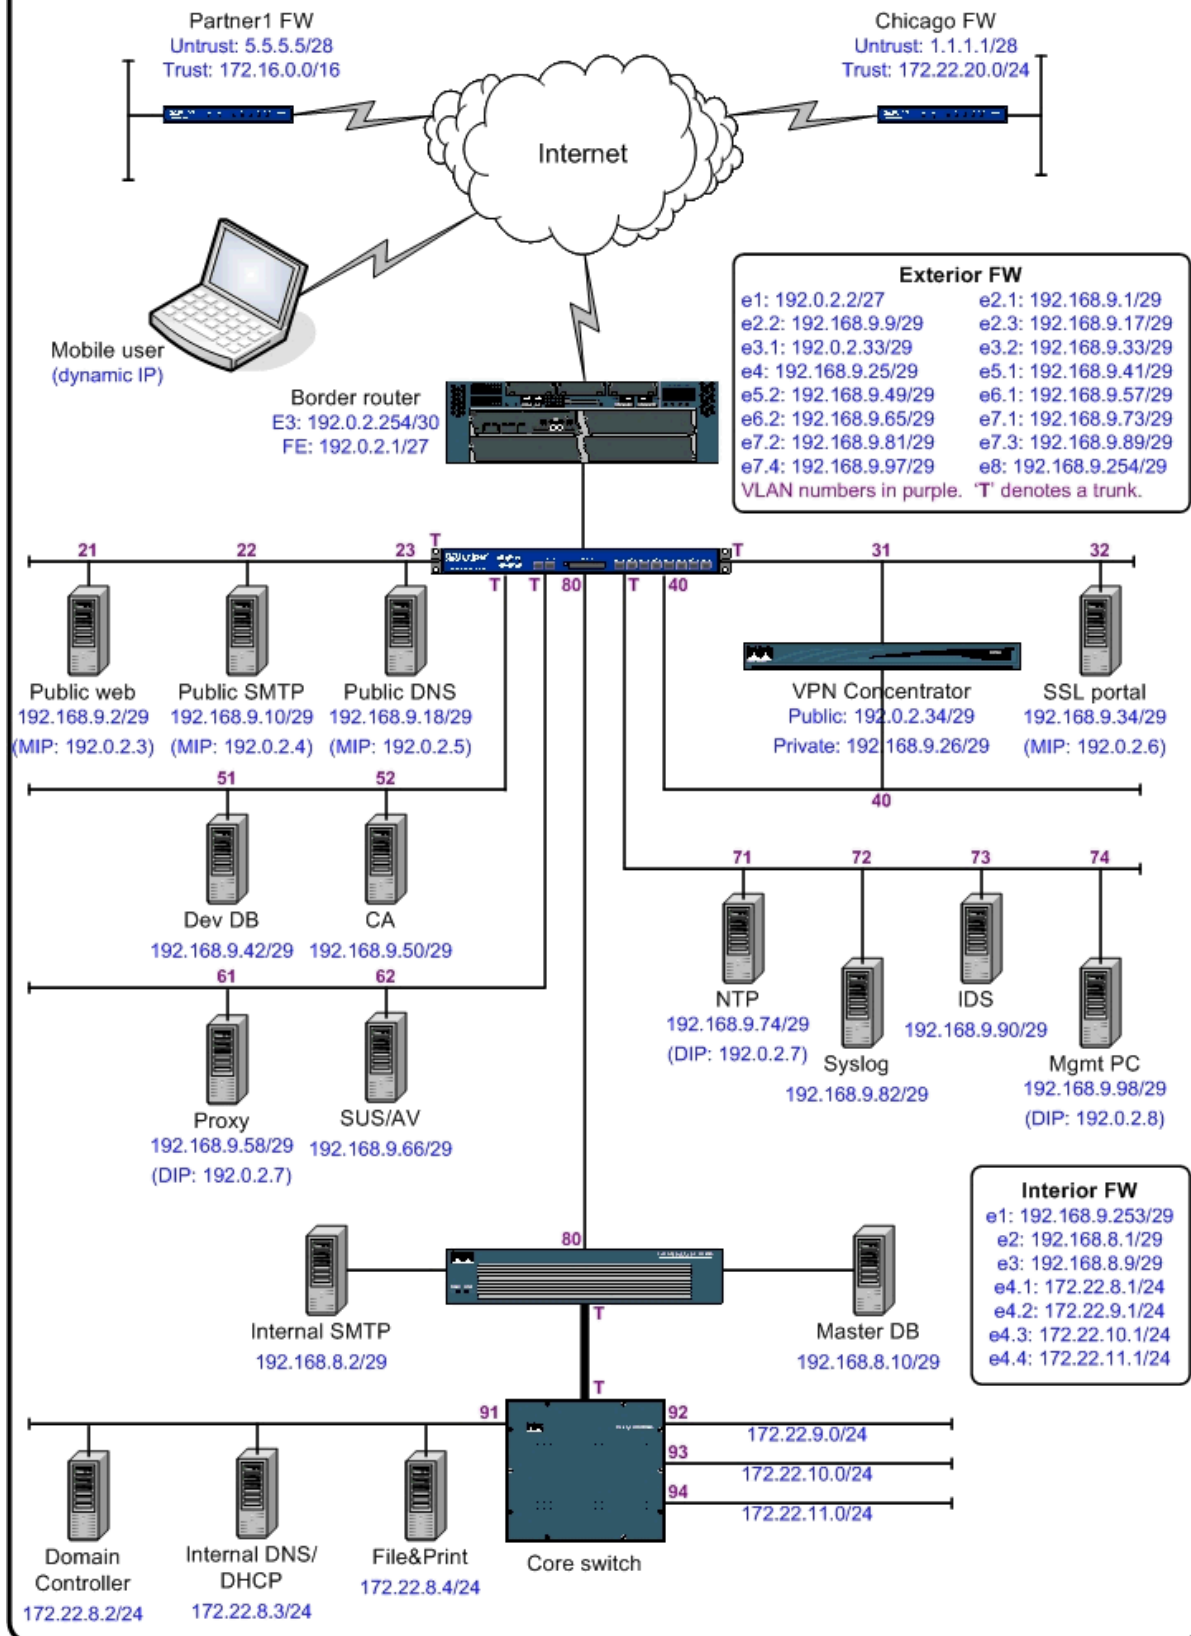 Partner1 FW
Untrust: 5.5.5.5/28
Trust: 172.16.0.0/16
Chicago FW
Untrust: 1.1.1.1/28
Trust: 172.22.20.0/24
Internet
Mobile user
(dynamic IP)
Border router
E3: 192.0.2.254/30
FE: 192.0.2.1/27
Exterior FW
e1: 192.0.2.2/27 e2.1: 192.168.9.1/29
e2.2: 192.168.9.9/29 e2.3: 192.168.9.17/29
e3.1: 192.0.2.33/29 e3.2: 192.168.9.33/29
e4: 192.168.9.25/29 e5.1: 192.168.9.41/29
e5.2: 192.168.9.49/29 e6.1: 192.168.9.57/29
e6.2: 192.168.9.65/29 e7.1: 192.168.9.73/29
e7.2: 192.168.9.81/29 e7.3: 192.168.9.89/29
e7.4: 192.168.9.97/29 e8: 192.168.9.254/29
VLAN numbers in purple. ‘T’ denotes a trunk.
21 22 23 T T 31 32
T T 80 T 40
Public web
192.168.9.2/29
(MIP: 192.0.2.3)
Public SMTP
192.168.9.10/29
(MIP: 192.0.2.4)
Public DNS
192.168.9.18/29
(MIP: 192.0.2.5)
VPN Concentrator
Public: 192.0.2.34/29
Private: 192.168.9.26/29
SSL portal
192.168.9.34/29
(MIP: 192.0.2.6)
51 52
40
Dev DB
192.168.9.42/29
CA
192.168.9.50/29
71 72 73 74
61 62
NTP
192.168.9.74/29
(DIP: 192.0.2.7)
Syslog
192.168.9.82/29
IDS
192.168.9.90/29
Mgmt PC
192.168.9.98/29
(DIP: 192.0.2.8)
Proxy
192.168.9.58/29
(DIP: 192.0.2.7)
SUS/AV
192.168.9.66/29
Interior FW
e1: 192.168.9.253/29
e2: 192.168.8.1/29
e3: 192.168.8.9/29
e4.1: 172.22.8.1/24
e4.2: 172.22.9.1/24
e4.3: 172.22.10.1/24
e4.4: 172.22.11.1/24
80
T
Internal SMTP
192.168.8.2/29
Master DB
192.168.8.10/29
T
91
92
172.22.9.0/24
93
172.22.10.0/24
94
172.22.11.0/24
Domain
Controller
172.22.8.2/24
Internal DNS/
DHCP
172.22.8.3/24
File&Print
172.22.8.4/24
Core switch